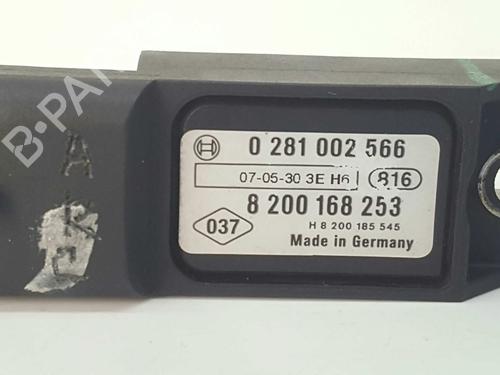 B-PARTS
0 281 002 566
07-05-30 3E H6 816
8 200 168 253
037
H 8 200 185 545
Made in Germany
A